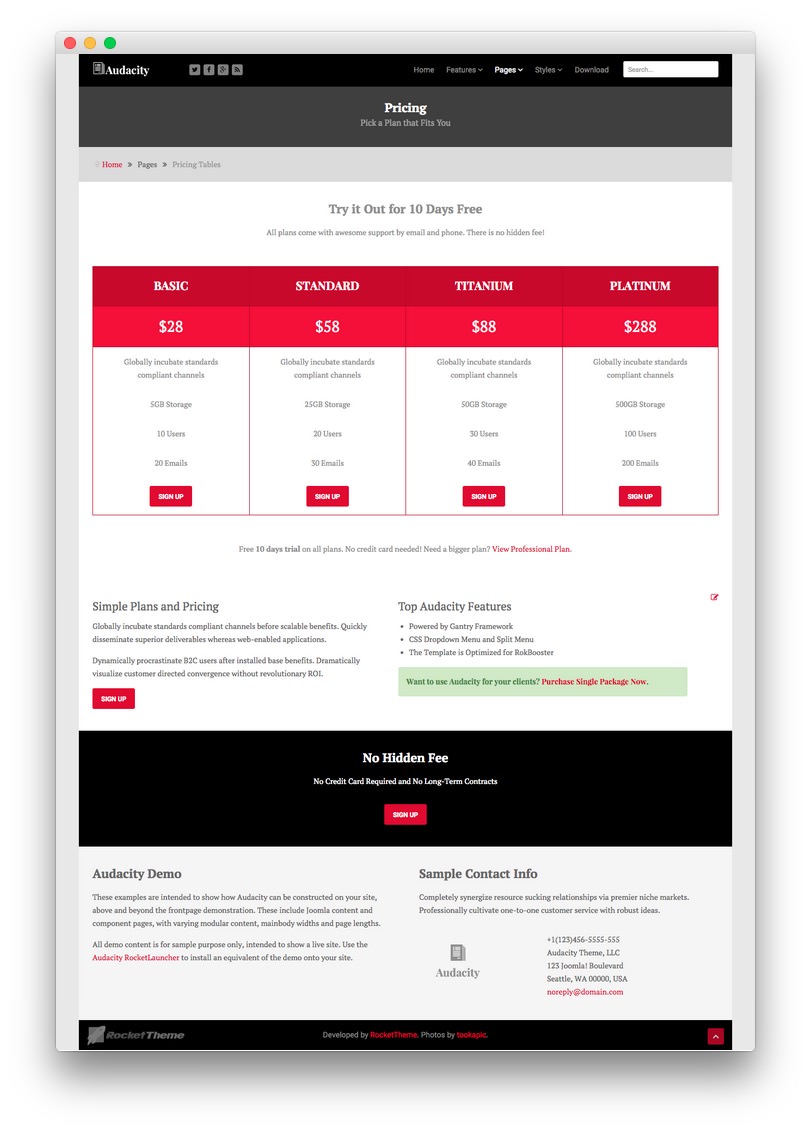 Audacity
Home Features Pages Styles Download Search...
Pricing
Pick a Plan that Fits You
Home » Pages » Pricing Tables
Try it Out for 10 Days Free
All plans come with awesome support by email and phone. There is no hidden fee!
BASIC STANDARD TITANIUM PLATINUM
$28 $58 $88 $288
Globally incubate standards Globally incubate standards Globally incubate standards Globally incubate standards
compliant channels compliant channels compliant channels compliant channels
5GB Storage 25GB Storage 50GB Storage 500GB Storage
10 Users 20 Users 30 Users 100 Users
20 Emails 30 Emails 40 Emails 200 Emails
SIGN UP SIGN UP SIGN UP SIGN UP
Free 10 days trial on all plans. No credit card needed! Need a bigger plan? View Professional Plan.
Simple Plans and Pricing
Globally incubate standards compliant channels before scalable benefits. Quickly
disseminate superior deliverables whereas web-enabled applications.
Dynamically procrastinate B2C users after installed base benefits. Dramatically
visualize customer directed convergence without revolutionary ROI.
SIGN UP
Top Audacity Features
• Powered by Gantry Framework
• CSS Dropdown Menu and Split Menu
• The Template is Optimized for RokBooster
Want to use Audacity for your clients? Purchase Single Package Now.
No Hidden Fee
No Credit Card Required and No Long-Term Contracts
SIGN UP
Audacity Demo
These examples are intended to show how Audacity can be constructed on your site,
above and beyond the frontpage demonstration. These include Joomla content and
component pages, with varying modular content, mainbody widths and page lengths.
All demo content is for sample purpose only, intended to show a live site. Use the
Audacity RocketLauncher to install an equivalent of the demo onto your site.
Sample Contact Info
Completely synergize resource sucking relationships via premier niche markets.
Professionally cultivate one-to-one customer service with robust ideas.
Audacity
+1(123)456-5555-555
Audacity Theme, LLC
123 Joomla! Boulevard
Seattle, WA 00000, USA
noreply@domain.com
RocketTheme
Developed by RocketTheme. Photos by tookapic.